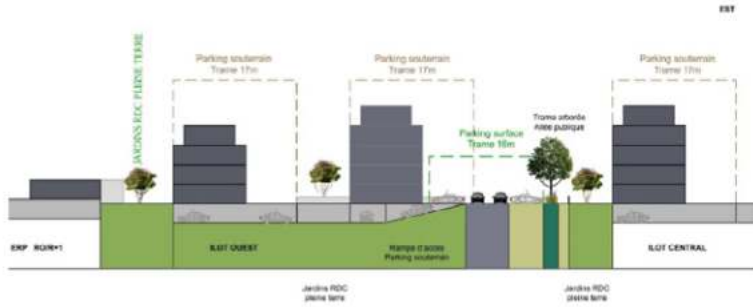 EST
JARDINS RDC PLEINE TERRE
Parking souterrain
Trame 17m
Parking souterrain
Trame 17m
Parking souterrain
Trame 17m
Parking surface
Trame 16m
Trame arborée
Allée publique
ERP
ILOT OUEST
Rampe d'accès
Parking souterrain
ILOT CENTRAL
Jardins RDC
pleine terre
Jardins RDC
pleine terre